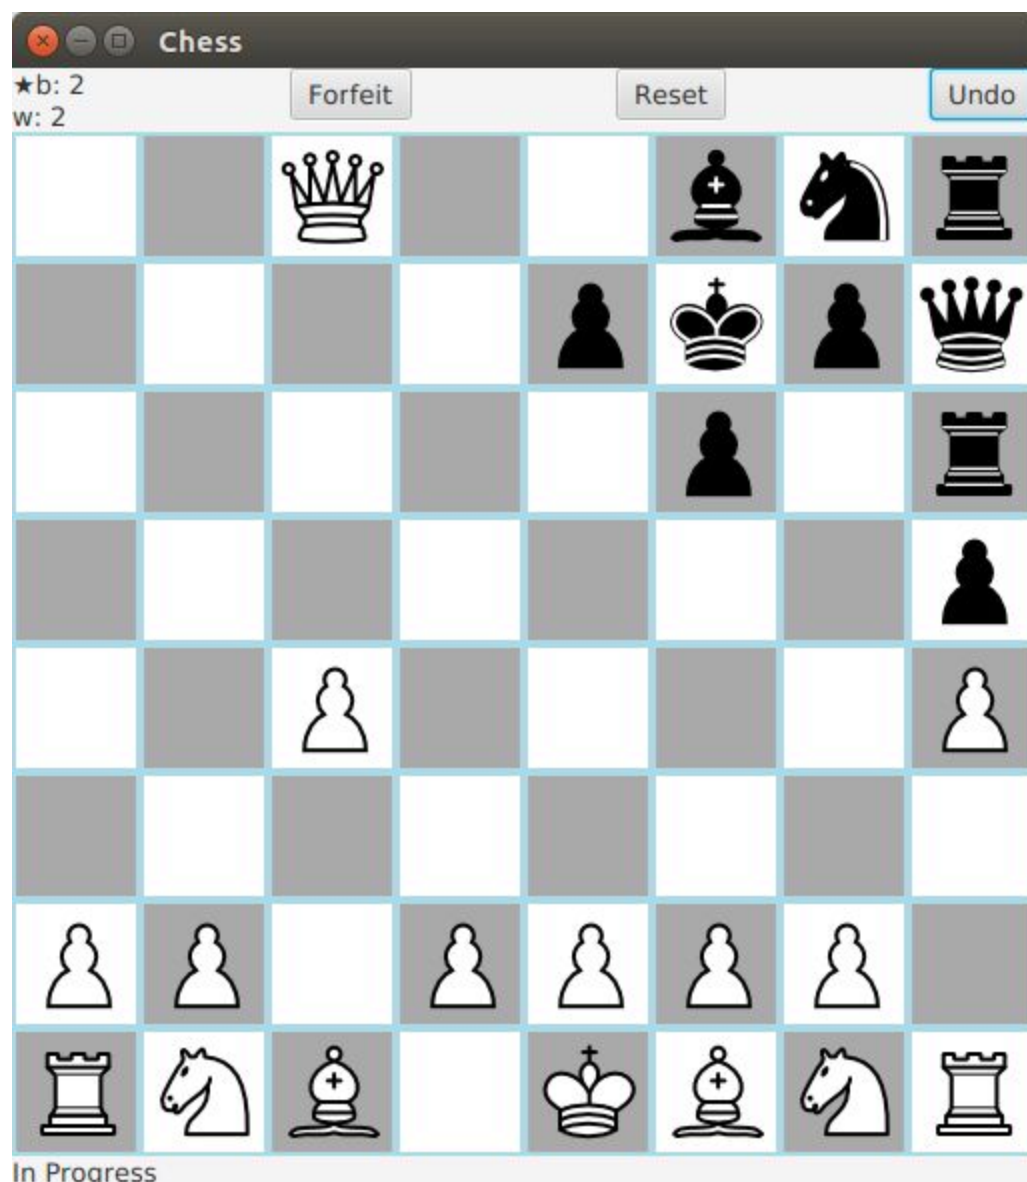 Chess
★b: 2
w: 2
Forfeit
Reset
Undo
In Progress